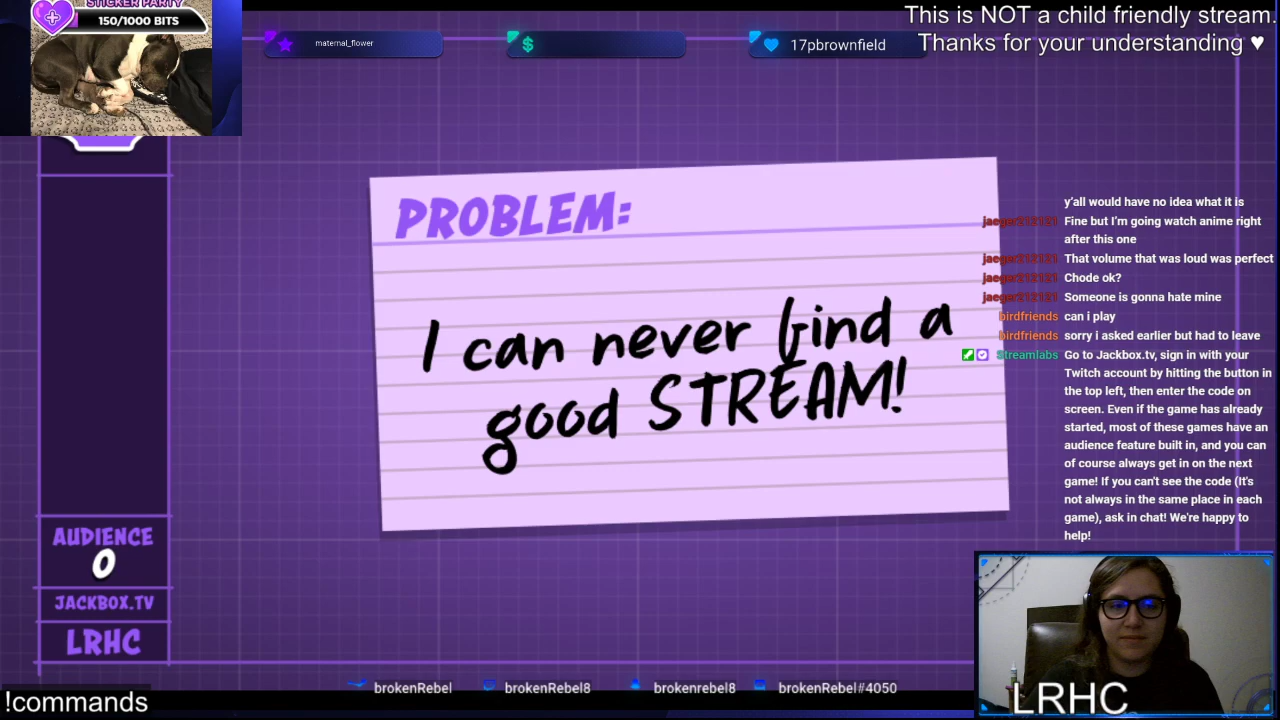 STICKER PARTY
150/1000 BITS
maternal_flower
$
17pbrownfield
This is NOT a child friendly stream.
Thanks for your understanding ♥
PROBLEM:
I can never find a
good STREAM!
y'all would have no idea what it is
jaeger212121 Fine but I'm going watch anime right
after this one
jaeger212121 That volume that was loud was perfect
jaeger212121 Chode ok?
jaeger212121 Someone is gonna hate mine
birdfriends can i play
birdfriends sorry i asked earlier but had to leave
Streamlabs Go to Jackbox.tv, sign in with your
Twitch account by hitting the button in
the top left, then enter the code on
screen. Even if the game has already
started, most of these games have an
audience feature built in, and you can
of course always get in on the next
game! If you can't see the code (It's
not always in the same place in each
game), ask in chat! We're happy to
help!
AUDIENCE
0
JACKBOX.TV
LRHC
LRHC
brokenRebel brokenRebel8 brokenrebel8 brokenRebel#4050
!commands